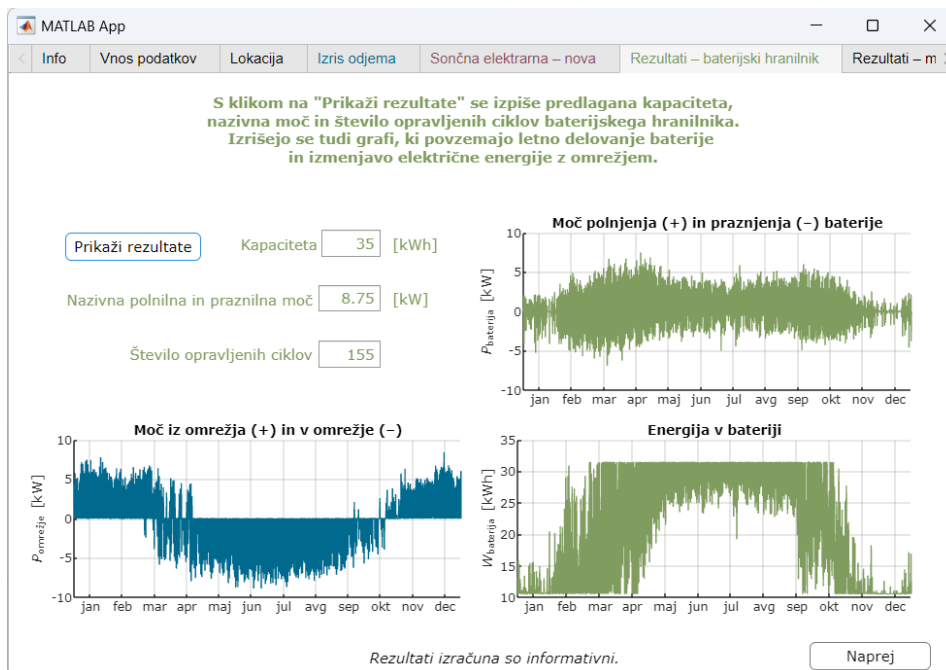 MATLAB App
Info Vnos podatkov Lokacija Izris odjema Sončna elektrarna – nova Rezultati – baterijski hranilnik Rezultati – m
S klikom na "Prikaži rezultate" se izpiše predlagana kapaciteta,
nazivna moč in število opravljenih ciklov baterijskega hranilnika.
Izrišejo se tudi grafi, ki povzemajo letno delovanje baterije
in izmenjavo električne energije z omrežjem.
Prikaži rezultate
Kapaciteta 35 [kWh]
Nazivna polnilna in praznilna moč 8.75 [kW]
Število opravljenih ciklov 155
Moč polnjenja (+) in praznjenja (−) baterije
P baterija [kW]
10
5
0
-5
-10
jan feb mar apr maj jun jul avg sep okt nov dec
Moč iz omrežja (+) in v omrežje (−)
P omrežje [kW]
10
5
0
-5
-10
jan feb mar apr maj jun jul avg sep okt nov dec
Energija v bateriji
W baterija [kWh]
35
30
25
20
15
10
jan feb mar apr maj jun jul avg sep okt nov dec
Rezultati izračuna so informativni.
Naprej